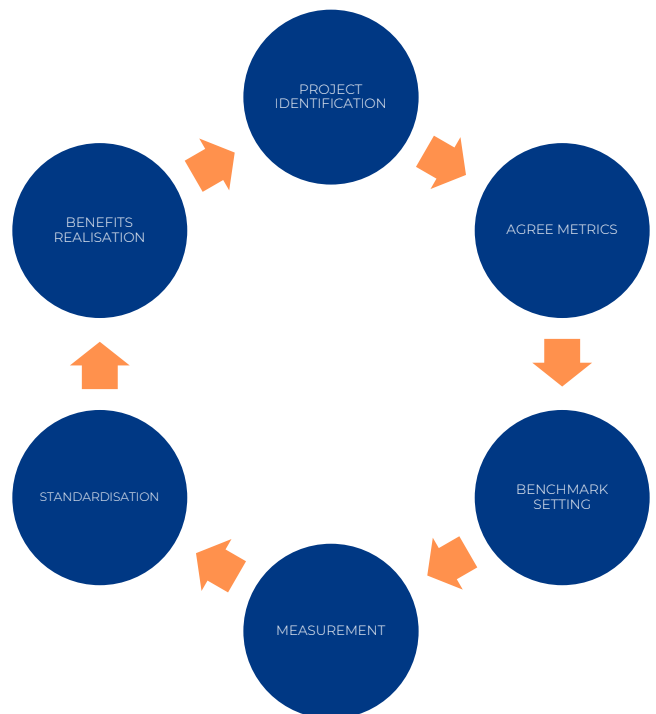 PROJECT
IDENTIFICATION
AGREE METRICS
BENCHMARK
SETTING
MEASUREMENT
STANDARDISATION
BENEFITS
REALISATION